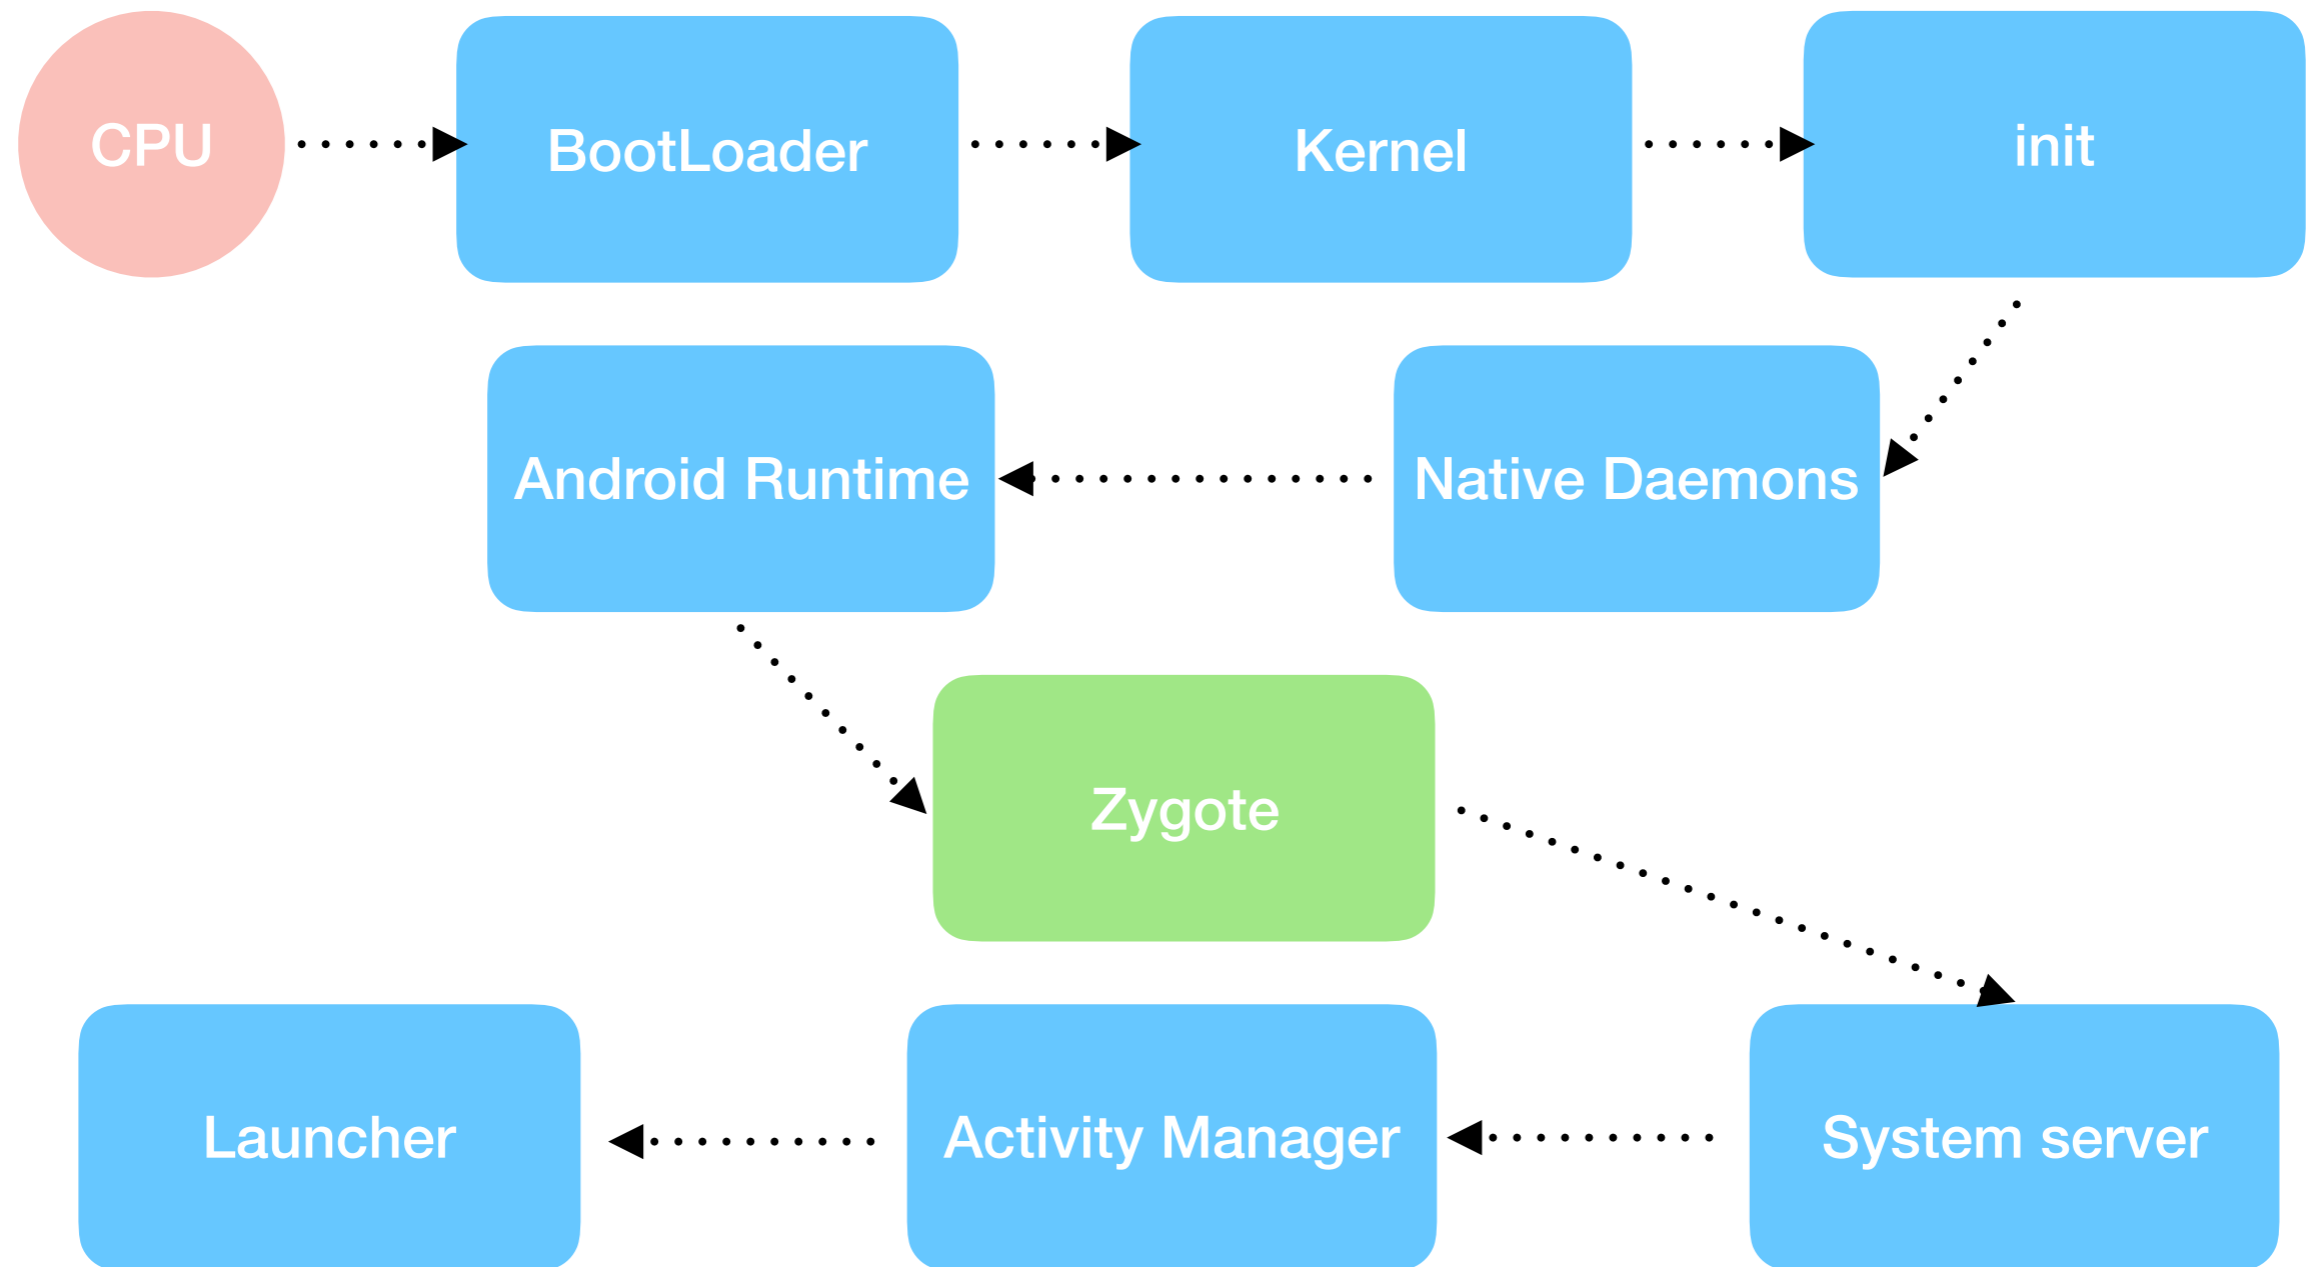 CPU
BootLoader
Kernel
init
Android Runtime
Native Daemons
Zygote
Launcher
Activity Manager
System server